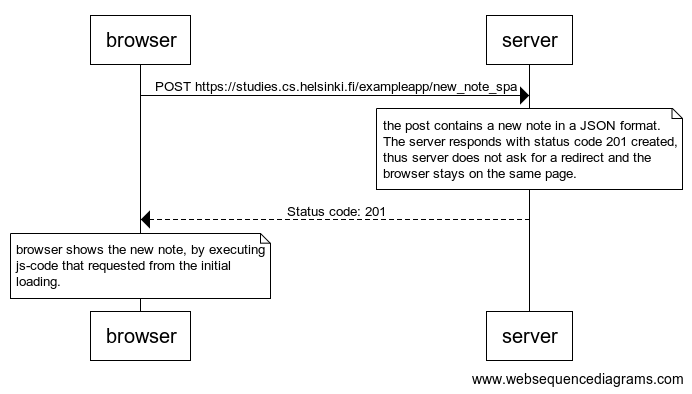 browser
server
POST https://studies.cs.helsinki.fi/exampleapp/new_note_spa
the post contains a new note in a JSON format.
The server responds with status code 201 created,
thus server does not ask for a redirect and the
browser stays on the same page.
Status code: 201
browser shows the new note, by executing
js-code that requested from the initial
loading.
browser
server
www.websequencediagrams.com